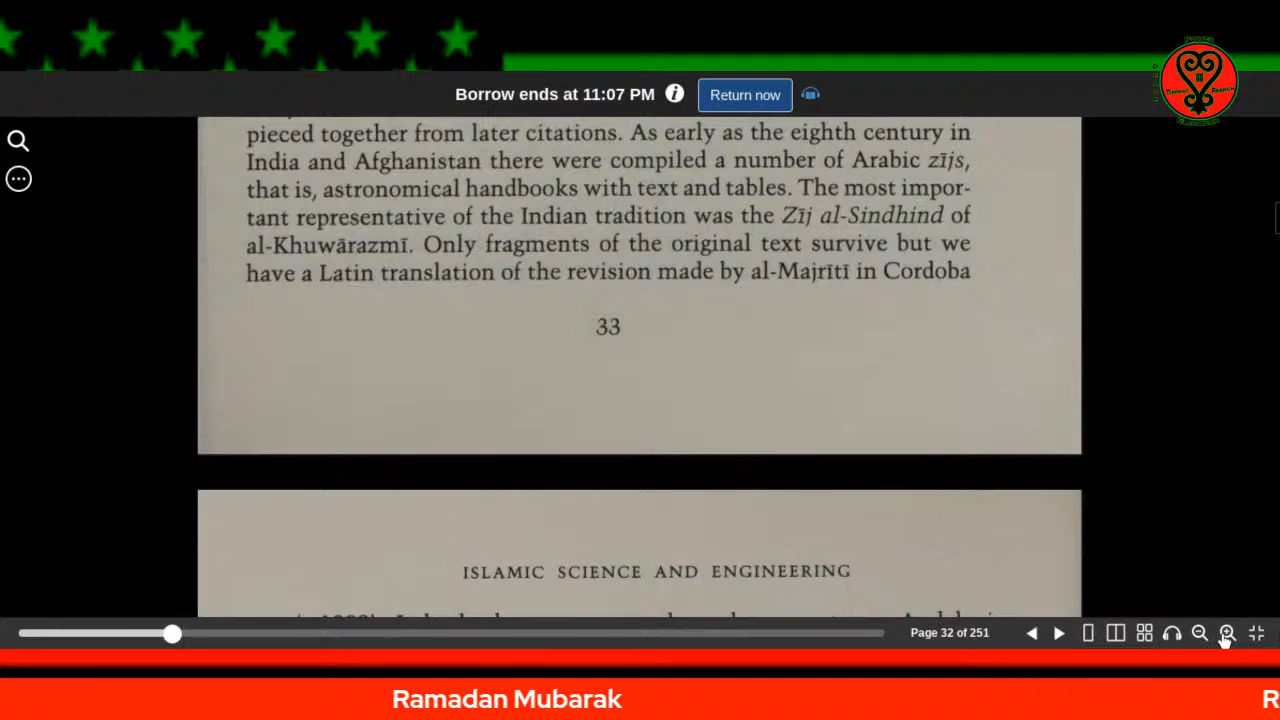 Borrow ends at 11:07 PM
Return now
pieced together from later citations. As early as the eighth century in
India and Afghanistan there were compiled a number of Arabic zījs,
that is, astronomical handbooks with text and tables. The most impor-
tant representative of the Indian tradition was the Zīj al-Sindhind of
al-Khuwārazmī. Only fragments of the original text survive but we
have a Latin translation of the revision made by al-Majrītī in Cordoba
33
ISLAMIC SCIENCE AND ENGINEERING
Page 32 of 251
Ramadan Mubarak
R